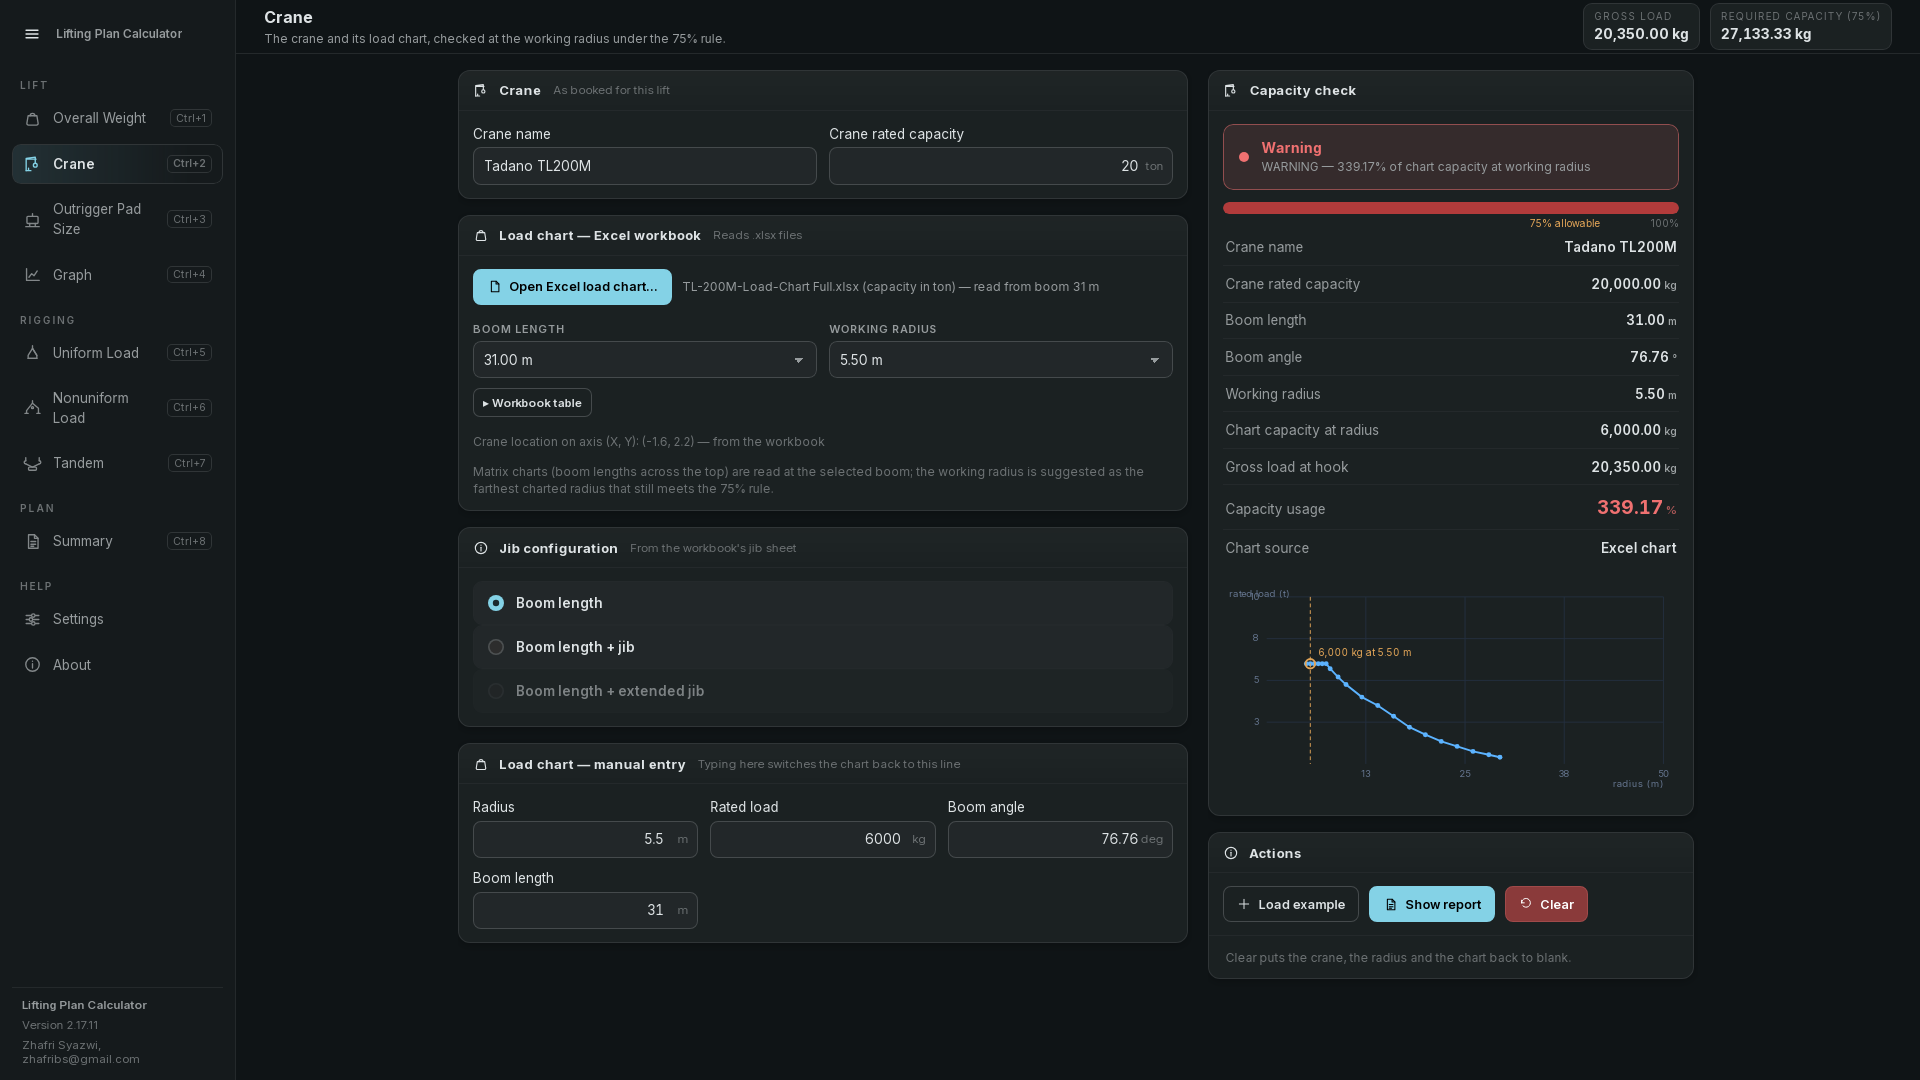 Lifting Plan Calculator
LIFT
Overall Weight Ctrl+1
Crane Ctrl+2
Outrigger Pad
Size Ctrl+3
Graph Ctrl+4
RIGGING
Uniform Load Ctrl+5
Nonuniform
Load Ctrl+6
Tandem Ctrl+7
PLAN
Summary Ctrl+8
HELP
Settings
About
Lifting Plan Calculator
Version 2.17.11
Zhafri Syazwi,
zhafribs@gmail.com
Crane
The crane and its load chart, checked at the working radius under the 75% rule.
GROSS LOAD
20,350.00 kg
REQUIRED CAPACITY (75%)
27,133.33 kg
Crane As booked for this lift
Crane name Crane rated capacity
Tadano TL200M 20 ton
Load chart — Excel workbook Reads .xlsx files
Open Excel load chart... TL-200M-Load-Chart Full.xlsx (capacity in ton) — read from boom 31 m
BOOM LENGTH WORKING RADIUS
31.00 m 5.50 m
▸ Workbook table
Crane location on axis (X, Y): (-1.6, 2.2) — from the workbook
Matrix charts (boom lengths across the top) are read at the selected boom; the working radius is suggested as the
farthest charted radius that still meets the 75% rule.
Jib configuration From the workbook's jib sheet
Boom length
Boom length + jib
Boom length + extended jib
Load chart — manual entry Typing here switches the chart back to this line
Radius Rated load Boom angle
5.5 m 6000 kg 76.76 deg
Boom length
31 m
Capacity check
Warning
WARNING — 339.17% of chart capacity at working radius
75% allowable 100%
Crane name Tadano TL200M
Crane rated capacity 20,000.00 kg
Boom length 31.00 m
Boom angle 76.76 °
Working radius 5.50 m
Chart capacity at radius 6,000.00 kg
Gross load at hook 20,350.00 kg
Capacity usage 339.17 %
Chart source Excel chart
rated load (t)
10
8
6,000 kg at 5.50 m
5
3
13 25 38 50
radius (m)
Actions
Load example Show report Clear
Clear puts the crane, the radius and the chart back to blank.